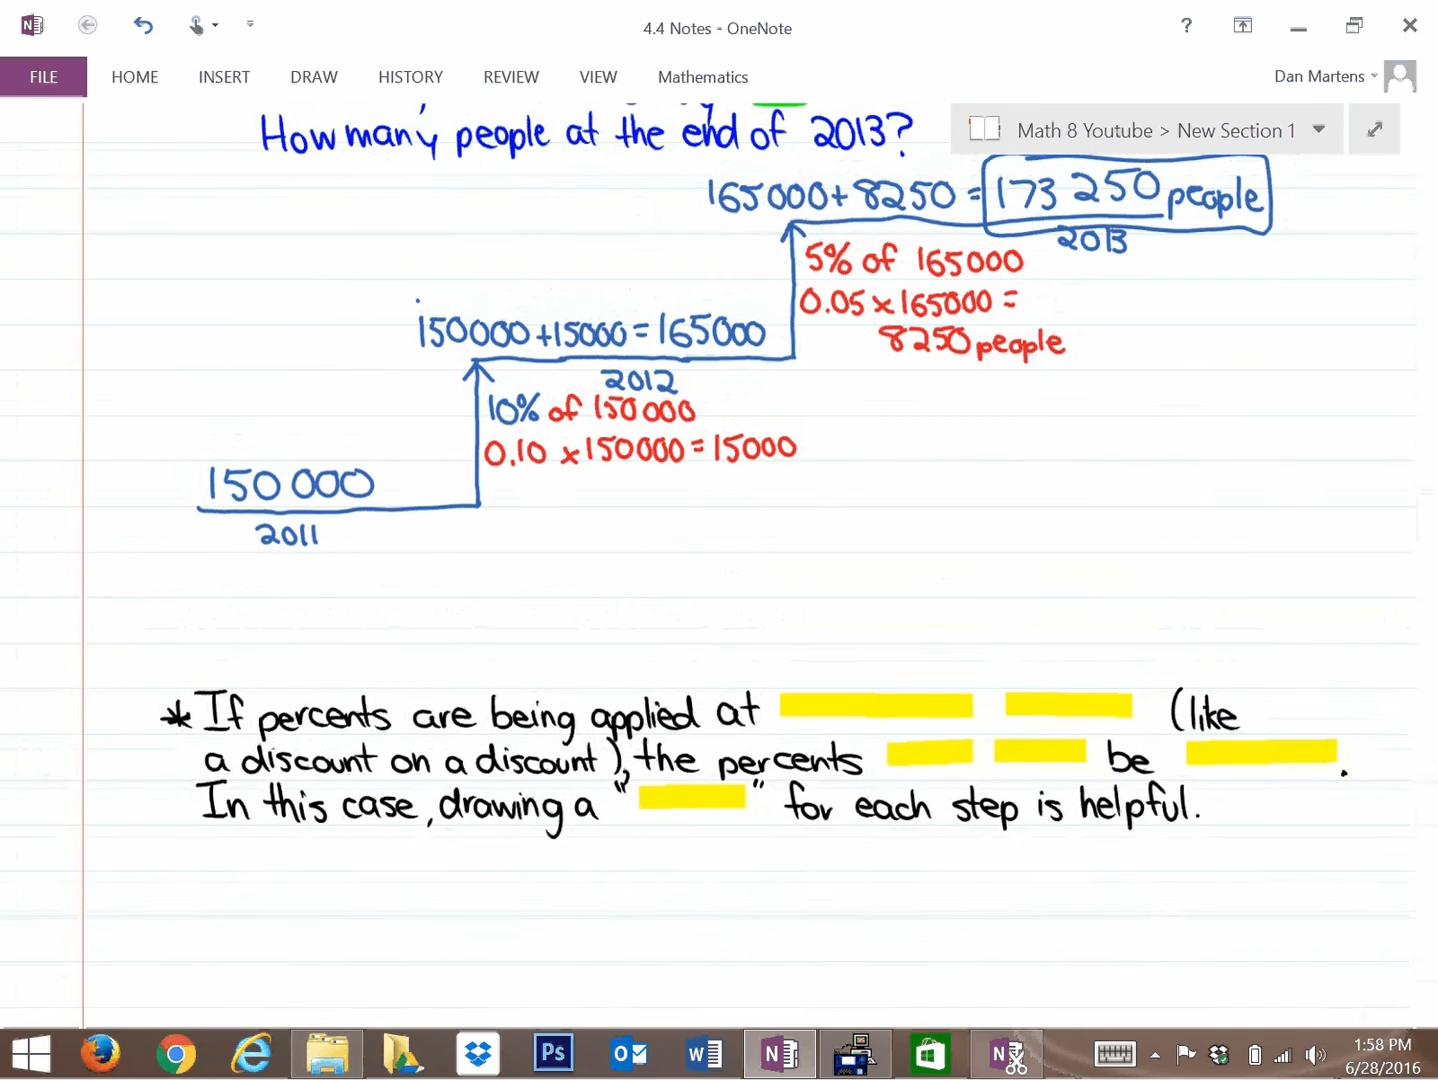 4.4 Notes - OneNote
?
FILE HOME INSERT DRAW HISTORY REVIEW VIEW Mathematics
Dan Martens
How many people at the end of 2013?
Math 8 Youtube > New Section 1
165000+8250 = 173 250 people
2013
5% of 165000
0.05 x 165000 =
8250 people
150000+15000=165000
2012
10% of 150000
0.10 x 150000 = 15000
150 000
2011
* If percents are being applied at (like
a discount on a discount), the percents be .
In this case, drawing a " " for each step is helpful.
Ps
1:58 PM
6/28/2016